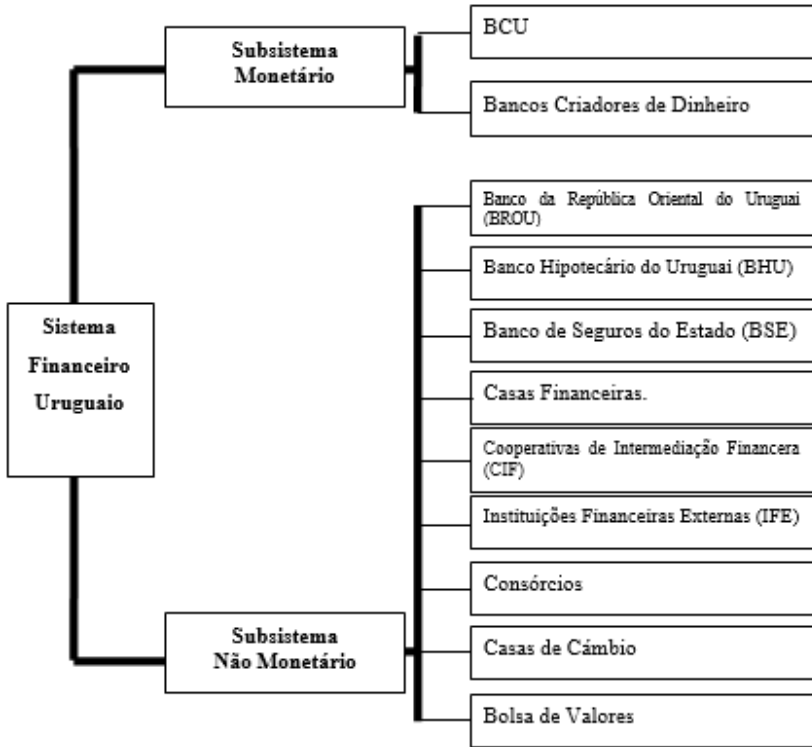 Sistema
Financeiro
Uruguaio
Subsistema
Monetário
BCU
Bancos Criadores de Dinheiro
Subsistema
Não Monetário
Banco da República Oriental do Uruguai
(BROU)
Banco Hipotecário do Uruguai (BHU)
Banco de Seguros do Estado (BSE)
Casas Financeiras.
Cooperativas de Intermediação Financera
(CIF)
Instituições Financeiras Externas (IFE)
Consórcios
Casas de Cámbio
Bolsa de Valores